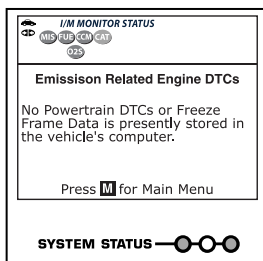 I/M MONITOR STATUS
MIS FUE CCM CAT
O2S
Emissison Related Engine DTCs
No Powertrain DTCs or Freeze
Frame Data is presently stored in
the vehicle's computer.
Press M for Main Menu
SYSTEM STATUS